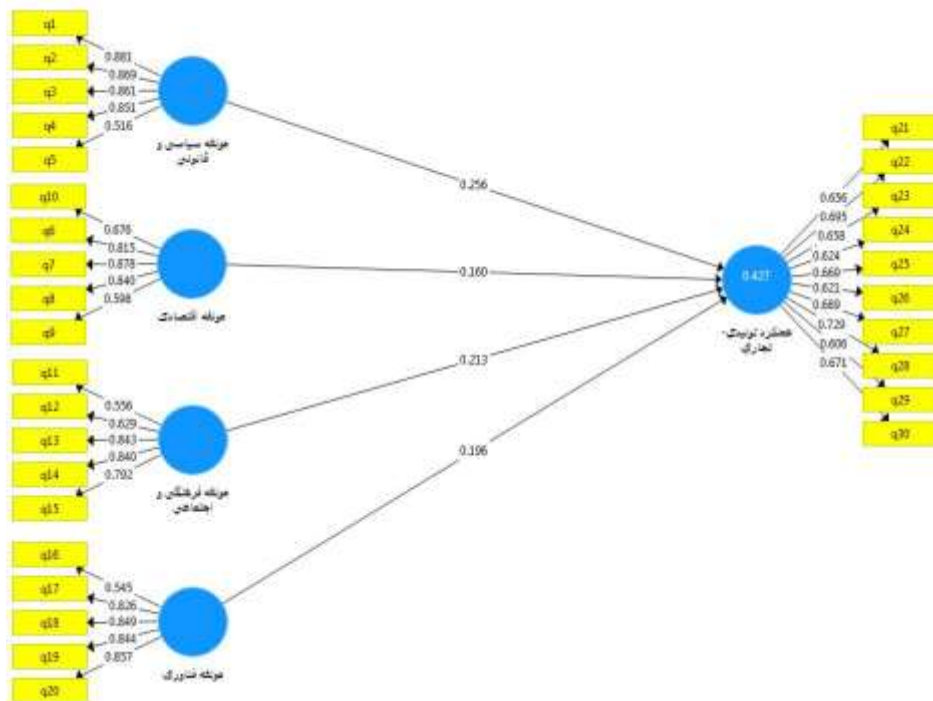 q1
q2
q3
q4
q5
0.881
0.869
0.861
0.851
0.516
مولفه سیاسی و
قانونی
q10
q6
q7
q8
q9
0.676
0.815
0.878
0.840
0.598
مولفه اقتصادی
q11
q12
q13
q14
q15
0.556
0.629
0.843
0.840
0.792
مولفه فرهنگی و
اجتماعی
q16
q17
q18
q19
q20
0.545
0.826
0.849
0.844
0.857
مولفه فناوری
0.256
0.160
0.213
0.196
0.427
عملکرد تولیدی-
تجاری
0.656
0.695
0.658
0.624
0.669
0.621
0.689
0.729
0.606
0.671
q21
q22
q23
q24
q25
q26
q27
q28
q29
q30